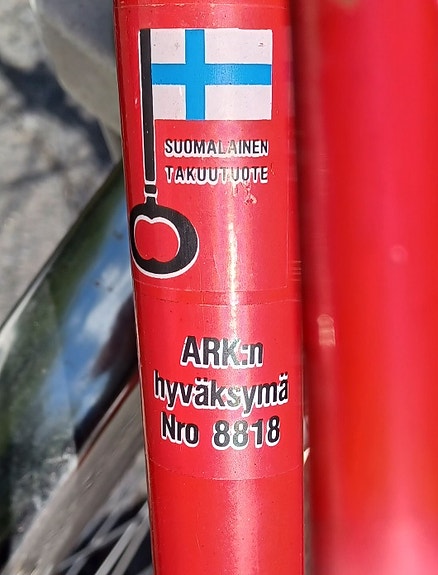 SUOMALAINEN
TAKUUTUOTE
ARK:n
hyväksymä
Nro 8818